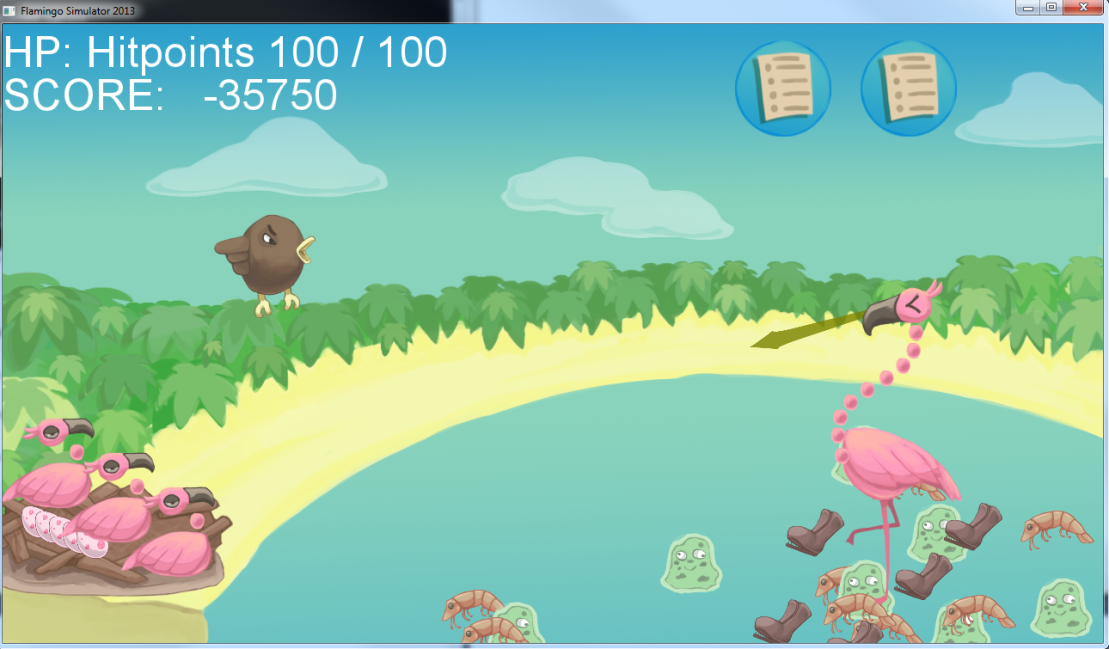 Flamingo Simulator 2013
HP: Hitpoints 100 / 100
SCORE: -35750